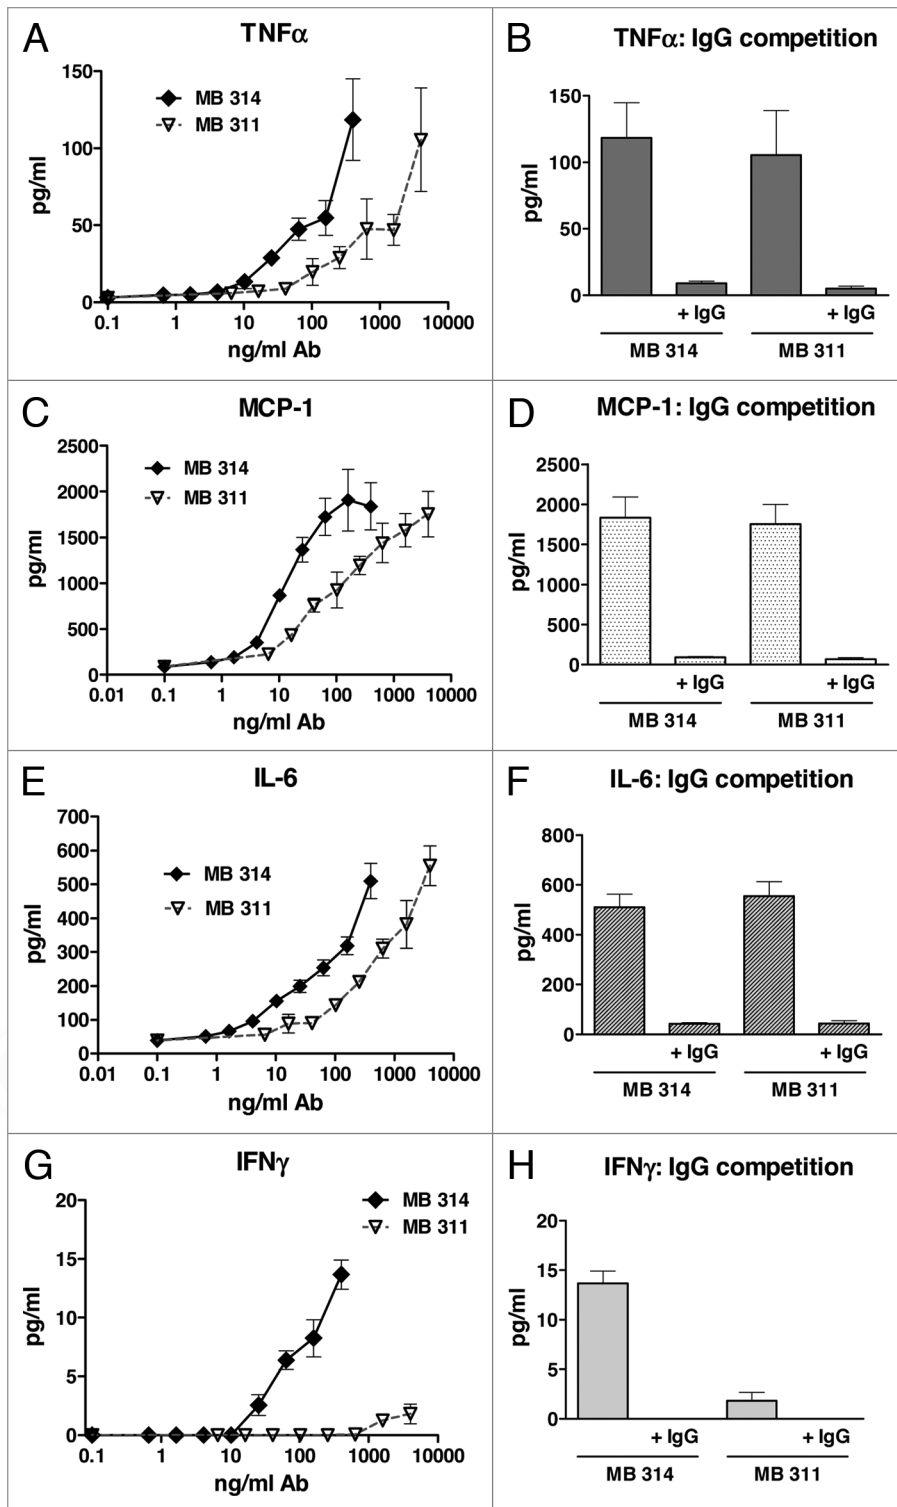 A
TNFα
150
100
50
0
pg/ml
MB 314
MB 311
0.1 1 10 100 1000 10000
ng/ml Ab
B
TNFα: IgG competition
150
100
50
0
pg/ml
+ IgG + IgG
MB 314 MB 311
C
MCP-1
2500
2000
1500
1000
500
0
pg/ml
MB 314
MB 311
0.01 0.1 1 10 100 1000 10000
ng/ml Ab
D
MCP-1: IgG competition
2500
2000
1500
1000
500
0
pg/ml
+ IgG + IgG
MB 314 MB 311
E
IL-6
700
600
500
400
300
200
100
0
pg/ml
MB 314
MB 311
0.01 0.1 1 10 100 1000 10000
ng/ml Ab
F
IL-6: IgG competition
800
600
400
200
0
pg/ml
+ IgG + IgG
MB 314 MB 311
G
IFNγ
20
15
10
5
0
pg/ml
MB 314
MB 311
0.1 1 10 100 1000 10000
ng/ml Ab
H
IFNγ: IgG competition
20
15
10
5
0
pg/ml
+ IgG + IgG
MB 314 MB 311